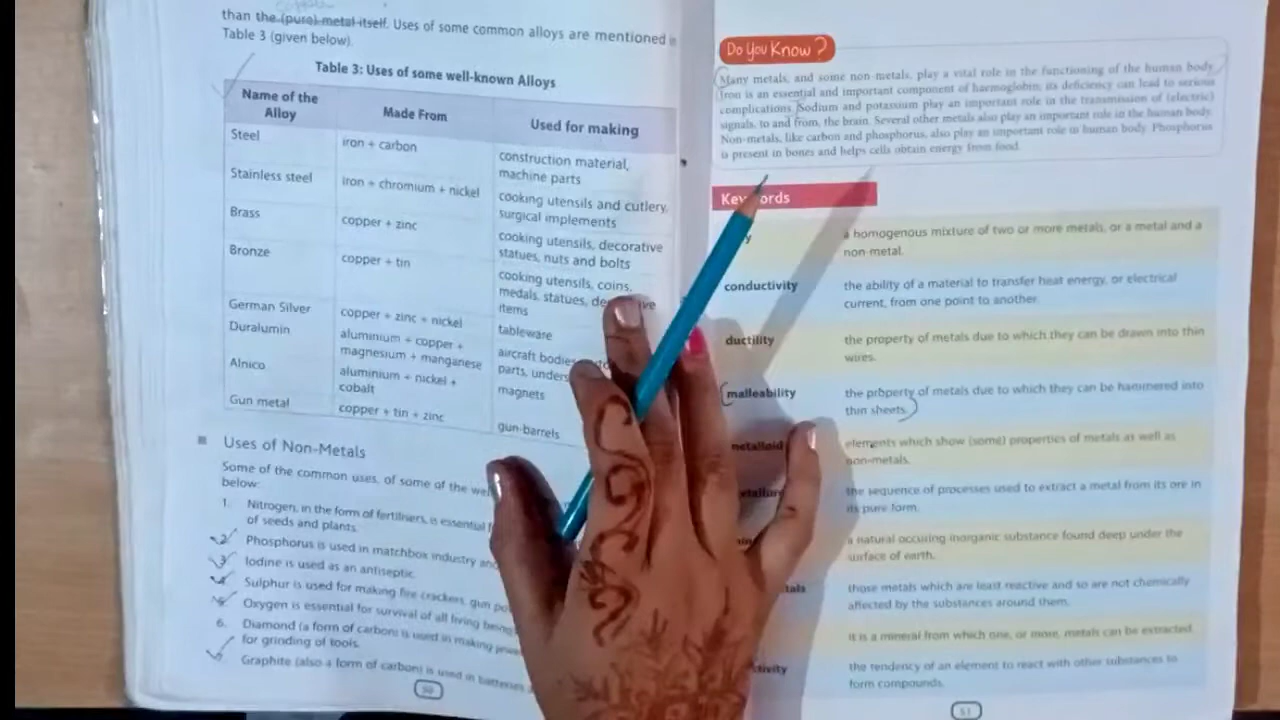 than the (pure) metal itself. Uses of some common alloys are mentioned in
Table 3 (given below).
Table 3: Uses of some well-known Alloys
Name of the Alloy Made From Used for making
Steel iron + carbon construction material, machine parts
Stainless steel iron + chromium + nickel cooking utensils and cutlery, surgical implements
Brass copper + zinc cooking utensils, decorative statues, nuts and bolts
Bronze copper + tin cooking utensils, coins, medals, statues, items
German Silver copper + zinc + nickel tableware
Duralumin aluminium + copper + magnesium + manganese aircraft bodies parts,
Alnico aluminium + nickel + cobalt magnets
Gun metal copper + tin + zinc gun-barrels
Uses of Non-Metals
Some of the common uses, of some of the
below:
1. Nitrogen, in the form of fertilisers, is essential
of seeds and plants.
2. Phosphorus is used in matchbox industry and
3. Iodine is used as an antiseptic.
4. Sulphur is used for making fire crackers, gun
5. Oxygen is essential for survival of all living
6. Diamond (a form of carbon) is used in making
for grinding of tools.
Graphite (also a form of carbon) is used in batteries
50
Do You Know?
Many metals, and some non-metals, play a vital role in the functioning of the human body.
Iron is an essential and important component of haemoglobin; its deficiency can lead to serious
complications. Sodium and potassium play an important role in the transmission of (electric)
signals, to and from, the brain. Several other metals also play an important role in the human body.
Non-metals, like carbon and phosphorus, also play an important role in human body. Phosphorus
is present in bones and helps cells obtain energy from food.
Keywords
a homogenous mixture of two or more metals, or a metal and a
non-metal.
conductivity the ability of a material to transfer heat energy, or electrical
current, from one point to another.
ductility the property of metals due to which they can be drawn into thin
wires.
malleability the property of metals due to which they can be hammered into
thin sheets.
metalloid elements which show (some) properties of metals as well as
non-metals.
the sequence of processes used to extract a metal from its ore in
its pure form.
a natural occuring inorganic substance found deep under the
surface of earth.
those metals which are least reactive and so are not chemically
affected by the substances around them.
it is a mineral from which one, or more, metals can be extracted.
the tendency of an element to react with other substances to
form compounds.
51